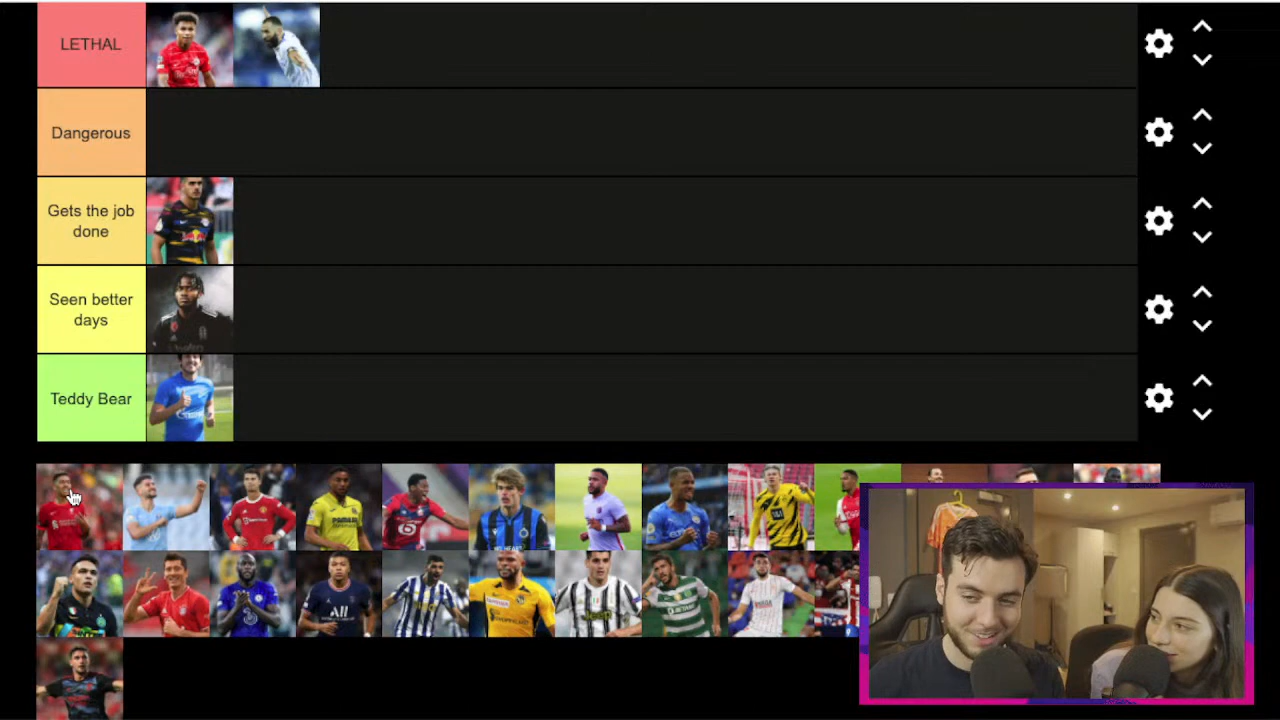 LETHAL
Dangerous
Gets the job
done
Seen better
days
Teddy Bear